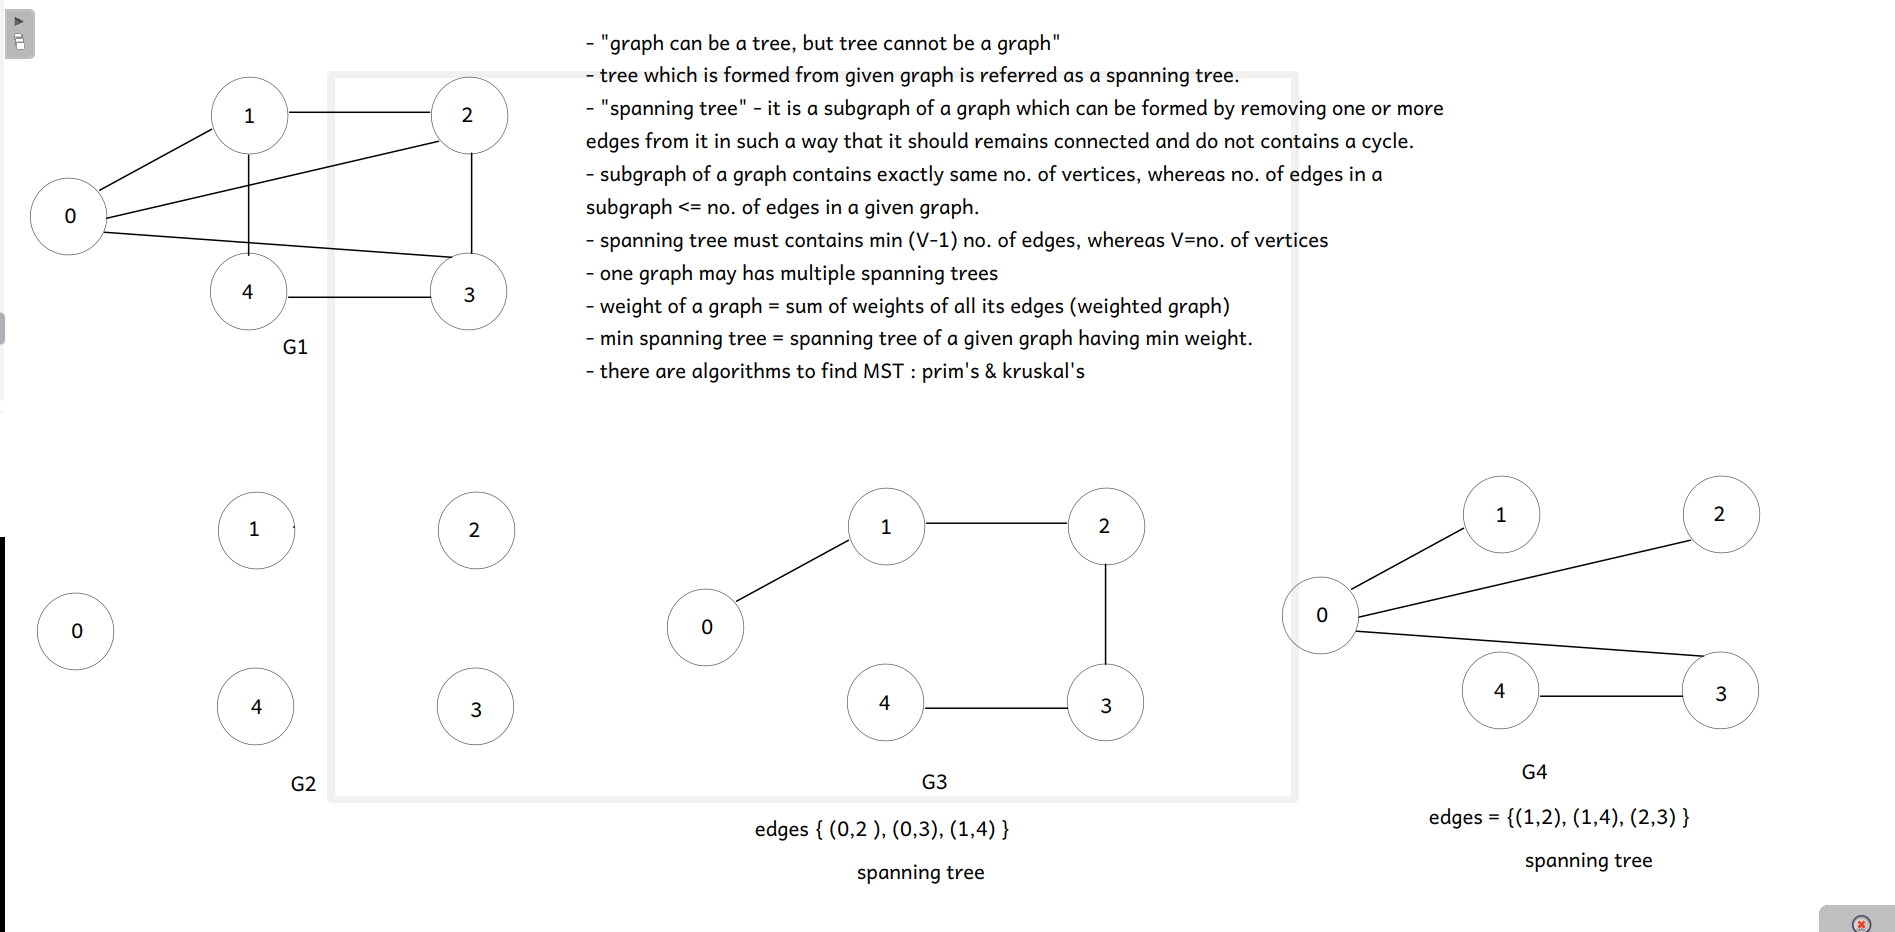 - "graph can be a tree, but tree cannot be a graph"
- tree which is formed from given graph is referred as a spanning tree.
- "spanning tree" - it is a subgraph of a graph which can be formed by removing one or more
edges from it in such a way that it should remains connected and do not contains a cycle.
- subgraph of a graph contains exactly same no. of vertices, whereas no. of edges in a
subgraph <= no. of edges in a given graph.
- spanning tree must contains min (V-1) no. of edges, whereas V=no. of vertices
- one graph may has multiple spanning trees
- weight of a graph = sum of weights of all its edges (weighted graph)
- min spanning tree = spanning tree of a given graph having min weight.
- there are algorithms to find MST : prim's & kruskal's
1 2
0
4 3
G1
1 2
0
4 3
G2
1 2
0
4 3
G3
edges { (0,2 ), (0,3), (1,4) }
spanning tree
1 2
0
4 3
G4
edges = {(1,2), (1,4), (2,3) }
spanning tree